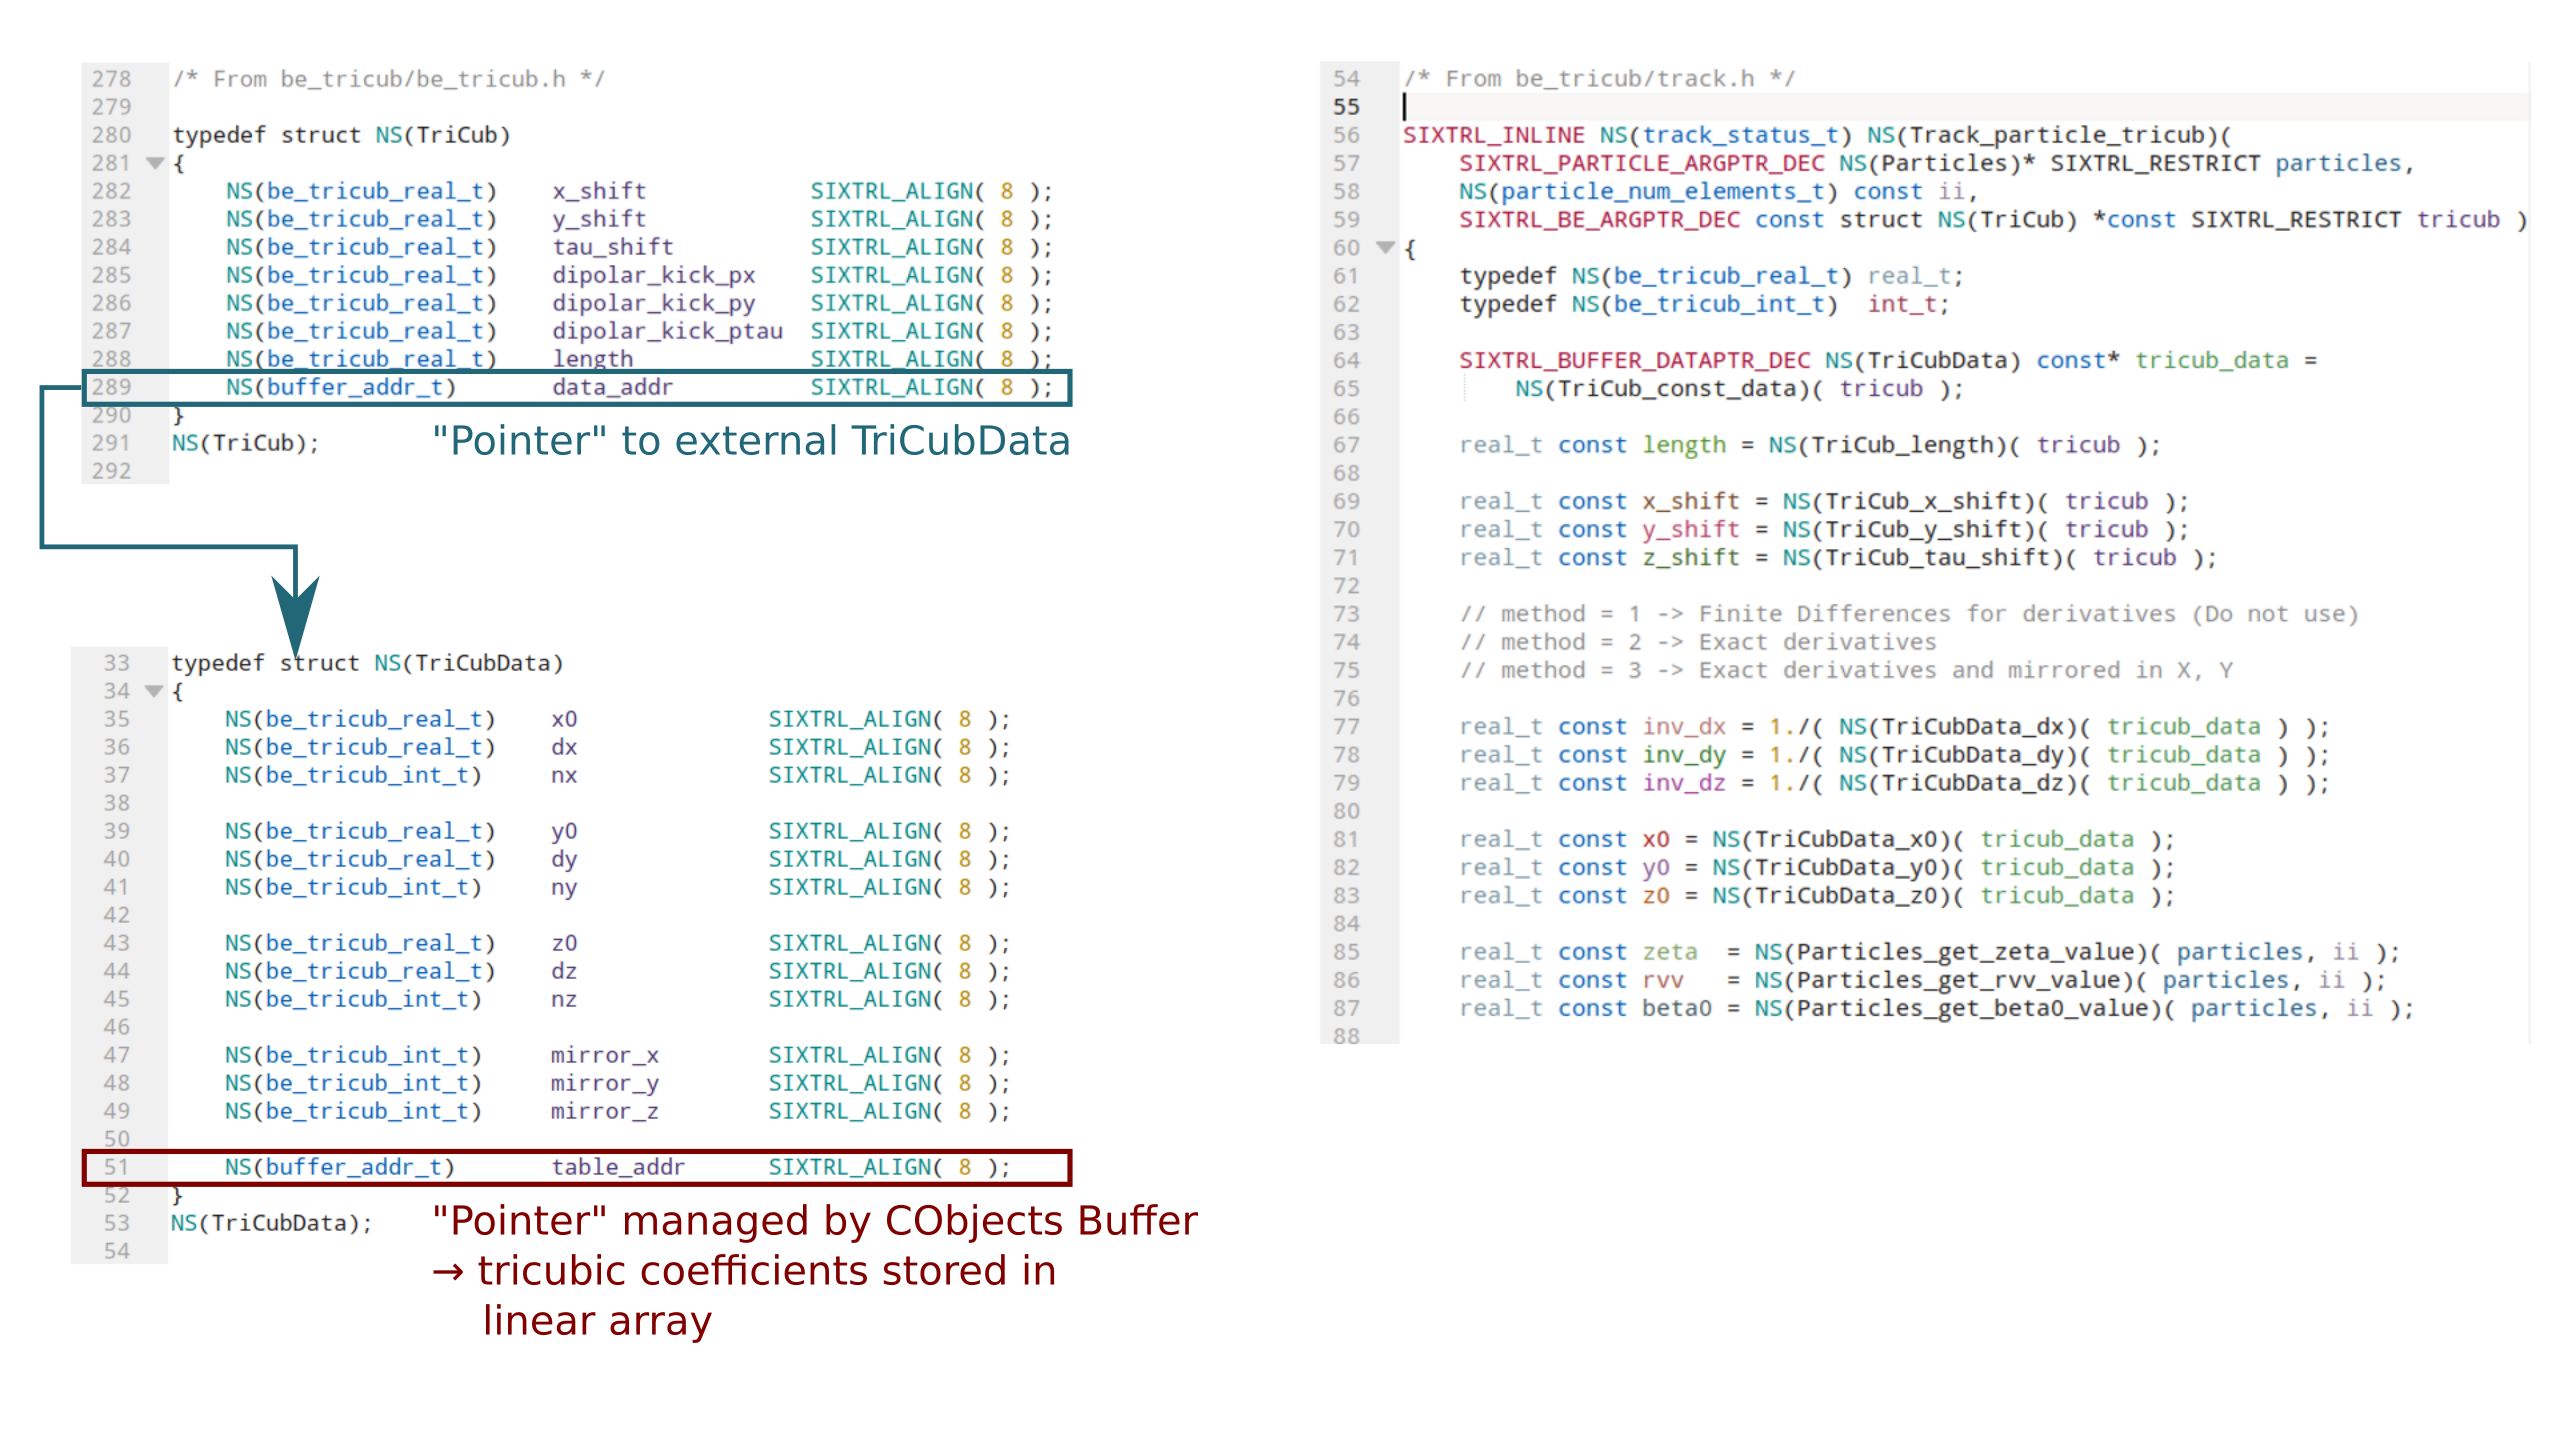 278 /* From be_tricub/be_tricub.h */
279
280 typedef struct NS(TriCub)
281 {
282 NS(be_tricub_real_t) x_shift SIXTRL_ALIGN( 8 );
283 NS(be_tricub_real_t) y_shift SIXTRL_ALIGN( 8 );
284 NS(be_tricub_real_t) tau_shift SIXTRL_ALIGN( 8 );
285 NS(be_tricub_real_t) dipolar_kick_px SIXTRL_ALIGN( 8 );
286 NS(be_tricub_real_t) dipolar_kick_py SIXTRL_ALIGN( 8 );
287 NS(be_tricub_real_t) dipolar_kick_ptau SIXTRL_ALIGN( 8 );
288 NS(be_tricub_real_t) length SIXTRL_ALIGN( 8 );
289 NS(buffer_addr_t) data_addr SIXTRL_ALIGN( 8 );
290 }
291 NS(TriCub);
292
"Pointer" to external TriCubData
33 typedef struct NS(TriCubData)
34 {
35 NS(be_tricub_real_t) x0 SIXTRL_ALIGN( 8 );
36 NS(be_tricub_real_t) dx SIXTRL_ALIGN( 8 );
37 NS(be_tricub_int_t) nx SIXTRL_ALIGN( 8 );
38
39 NS(be_tricub_real_t) y0 SIXTRL_ALIGN( 8 );
40 NS(be_tricub_real_t) dy SIXTRL_ALIGN( 8 );
41 NS(be_tricub_int_t) ny SIXTRL_ALIGN( 8 );
42
43 NS(be_tricub_real_t) z0 SIXTRL_ALIGN( 8 );
44 NS(be_tricub_real_t) dz SIXTRL_ALIGN( 8 );
45 NS(be_tricub_int_t) nz SIXTRL_ALIGN( 8 );
46
47 NS(be_tricub_int_t) mirror_x SIXTRL_ALIGN( 8 );
48 NS(be_tricub_int_t) mirror_y SIXTRL_ALIGN( 8 );
49 NS(be_tricub_int_t) mirror_z SIXTRL_ALIGN( 8 );
50
51 NS(buffer_addr_t) table_addr SIXTRL_ALIGN( 8 );
52 }
53 NS(TriCubData);
54
"Pointer" managed by CObjects Buffer
→ tricubic coefficients stored in
linear array
54 /* From be_tricub/track.h */
55
56 SIXTRL_INLINE NS(track_status_t) NS(Track_particle_tricub)(
57 SIXTRL_PARTICLE_ARGPTR_DEC NS(Particles)* SIXTRL_RESTRICT particles,
58 NS(particle_num_elements_t) const ii,
59 SIXTRL_BE_ARGPTR_DEC const struct NS(TriCub) *const SIXTRL_RESTRICT tricub )
60 {
61 typedef NS(be_tricub_real_t) real_t;
62 typedef NS(be_tricub_int_t) int_t;
63
64 SIXTRL_BUFFER_DATAPTR_DEC NS(TriCubData) const* tricub_data =
65 NS(TriCub_const_data)( tricub );
66
67 real_t const length = NS(TriCub_length)( tricub );
68
69 real_t const x_shift = NS(TriCub_x_shift)( tricub );
70 real_t const y_shift = NS(TriCub_y_shift)( tricub );
71 real_t const z_shift = NS(TriCub_tau_shift)( tricub );
72
73 // method = 1 -> Finite Differences for derivatives (Do not use)
74 // method = 2 -> Exact derivatives
75 // method = 3 -> Exact derivatives and mirrored in X, Y
76
77 real_t const inv_dx = 1./( NS(TriCubData_dx)( tricub_data ) );
78 real_t const inv_dy = 1./( NS(TriCubData_dy)( tricub_data ) );
79 real_t const inv_dz = 1./( NS(TriCubData_dz)( tricub_data ) );
80
81 real_t const x0 = NS(TriCubData_x0)( tricub_data );
82 real_t const y0 = NS(TriCubData_y0)( tricub_data );
83 real_t const z0 = NS(TriCubData_z0)( tricub_data );
84
85 real_t const zeta = NS(Particles_get_zeta_value)( particles, ii );
86 real_t const rvv = NS(Particles_get_rvv_value)( particles, ii );
87 real_t const beta0 = NS(Particles_get_beta0_value)( particles, ii );
88